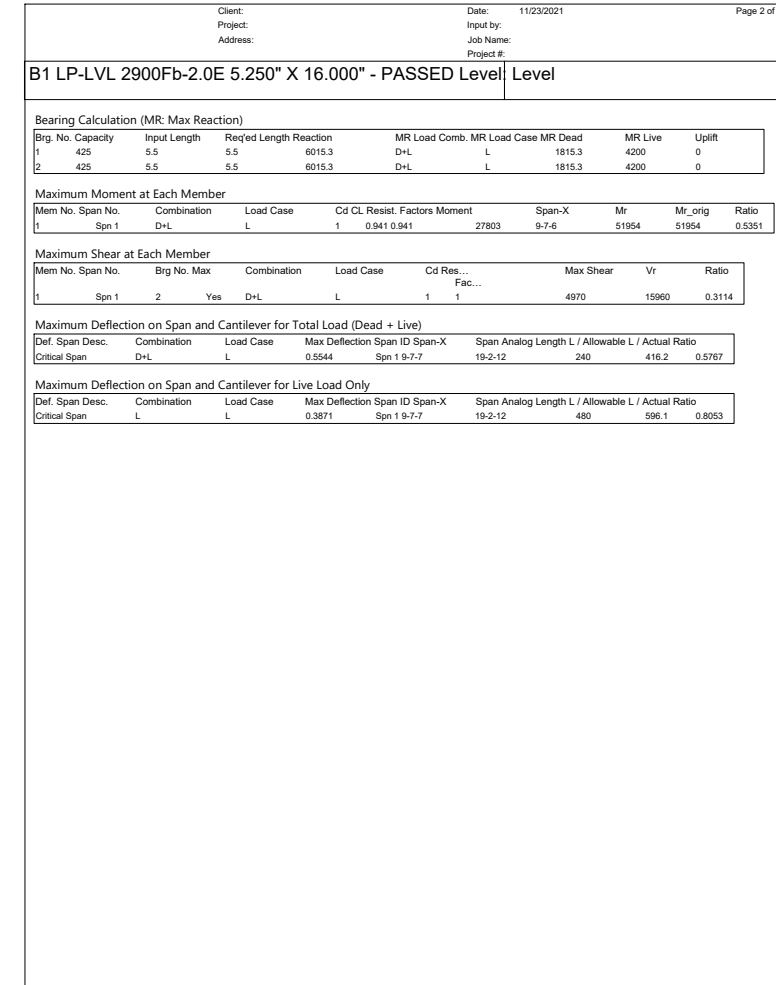 Client: Date: 11/23/2021 Page 2 of
Project: Input by:
Address: Job Name:
Project #:
B1 LP-LVL 2900Fb-2.0E 5.250" X 16.000" - PASSED Level: Level
Bearing Calculation (MR: Max Reaction)
Brg. No. Capacity Input Length Req'ed Length Reaction MR Load Comb. MR Load Case MR Dead MR Live Uplift
1 425 5.5 5.5 6015.3 D+L L 1815.3 4200 0
2 425 5.5 5.5 6015.3 D+L L 1815.3 4200 0
Maximum Moment at Each Member
Mem No. Span No. Combination Load Case Cd CL Resist. Factors Moment Span-X Mr Mr_orig Ratio
1 Spn 1 D+L L 1 0.941 0.941 27803 9-7-6 51954 51954 0.5351
Maximum Shear at Each Member
Mem No. Span No. Brg No. Max Combination Load Case Cd Res... Max Shear Vr Ratio
Fac...
1 Spn 1 2 Yes D+L L 1 1 4970 15960 0.3114
Maximum Deflection on Span and Cantilever for Total Load (Dead + Live)
Def. Span Desc. Combination Load Case Max Deflection Span ID Span-X Span Analog Length L / Allowable L / Actual Ratio
Critical Span D+L L 0.5544 Spn 1 9-7-7 19-2-12 240 416.2 0.5767
Maximum Deflection on Span and Cantilever for Live Load Only
Def. Span Desc. Combination Load Case Max Deflection Span ID Span-X Span Analog Length L / Allowable L / Actual Ratio
Critical Span L L 0.3871 Spn 1 9-7-7 19-2-12 480 596.1 0.8053